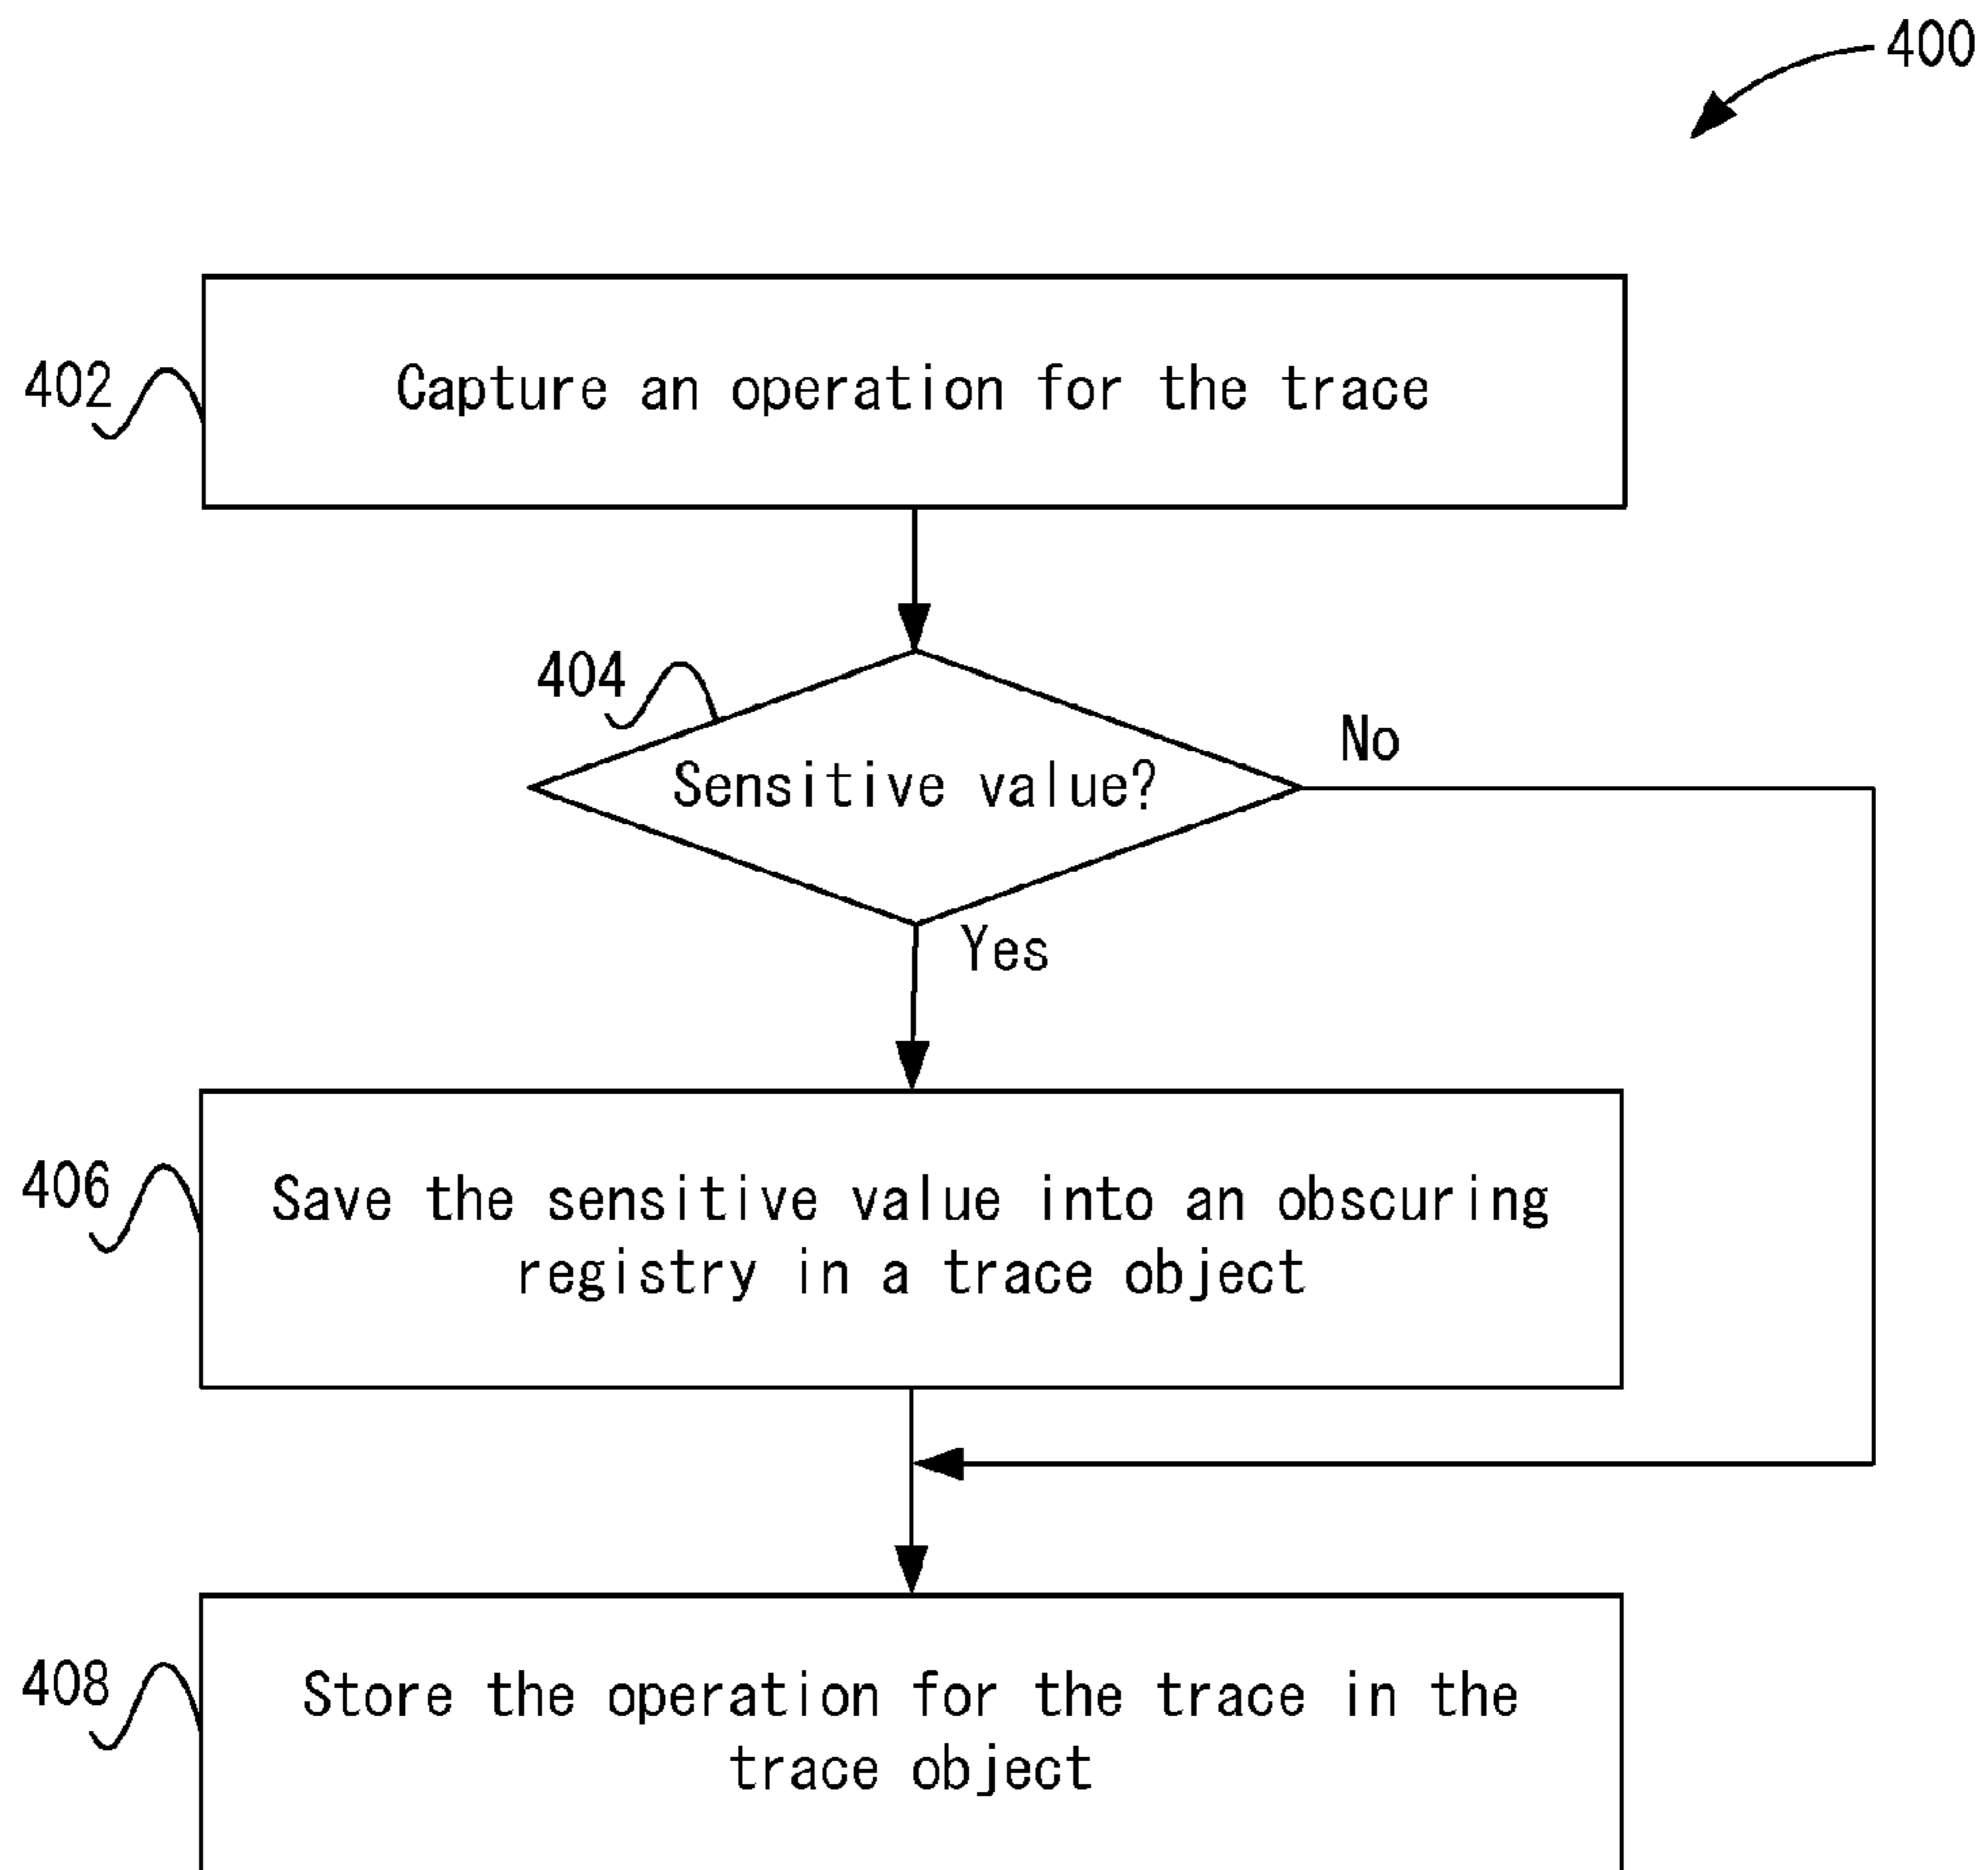 400
402
Capture an operation for the trace
404
Sensitive value?
No
Yes
406
Save the sensitive value into an obscuring
registry in a trace object
408
Store the operation for the trace in the
trace object